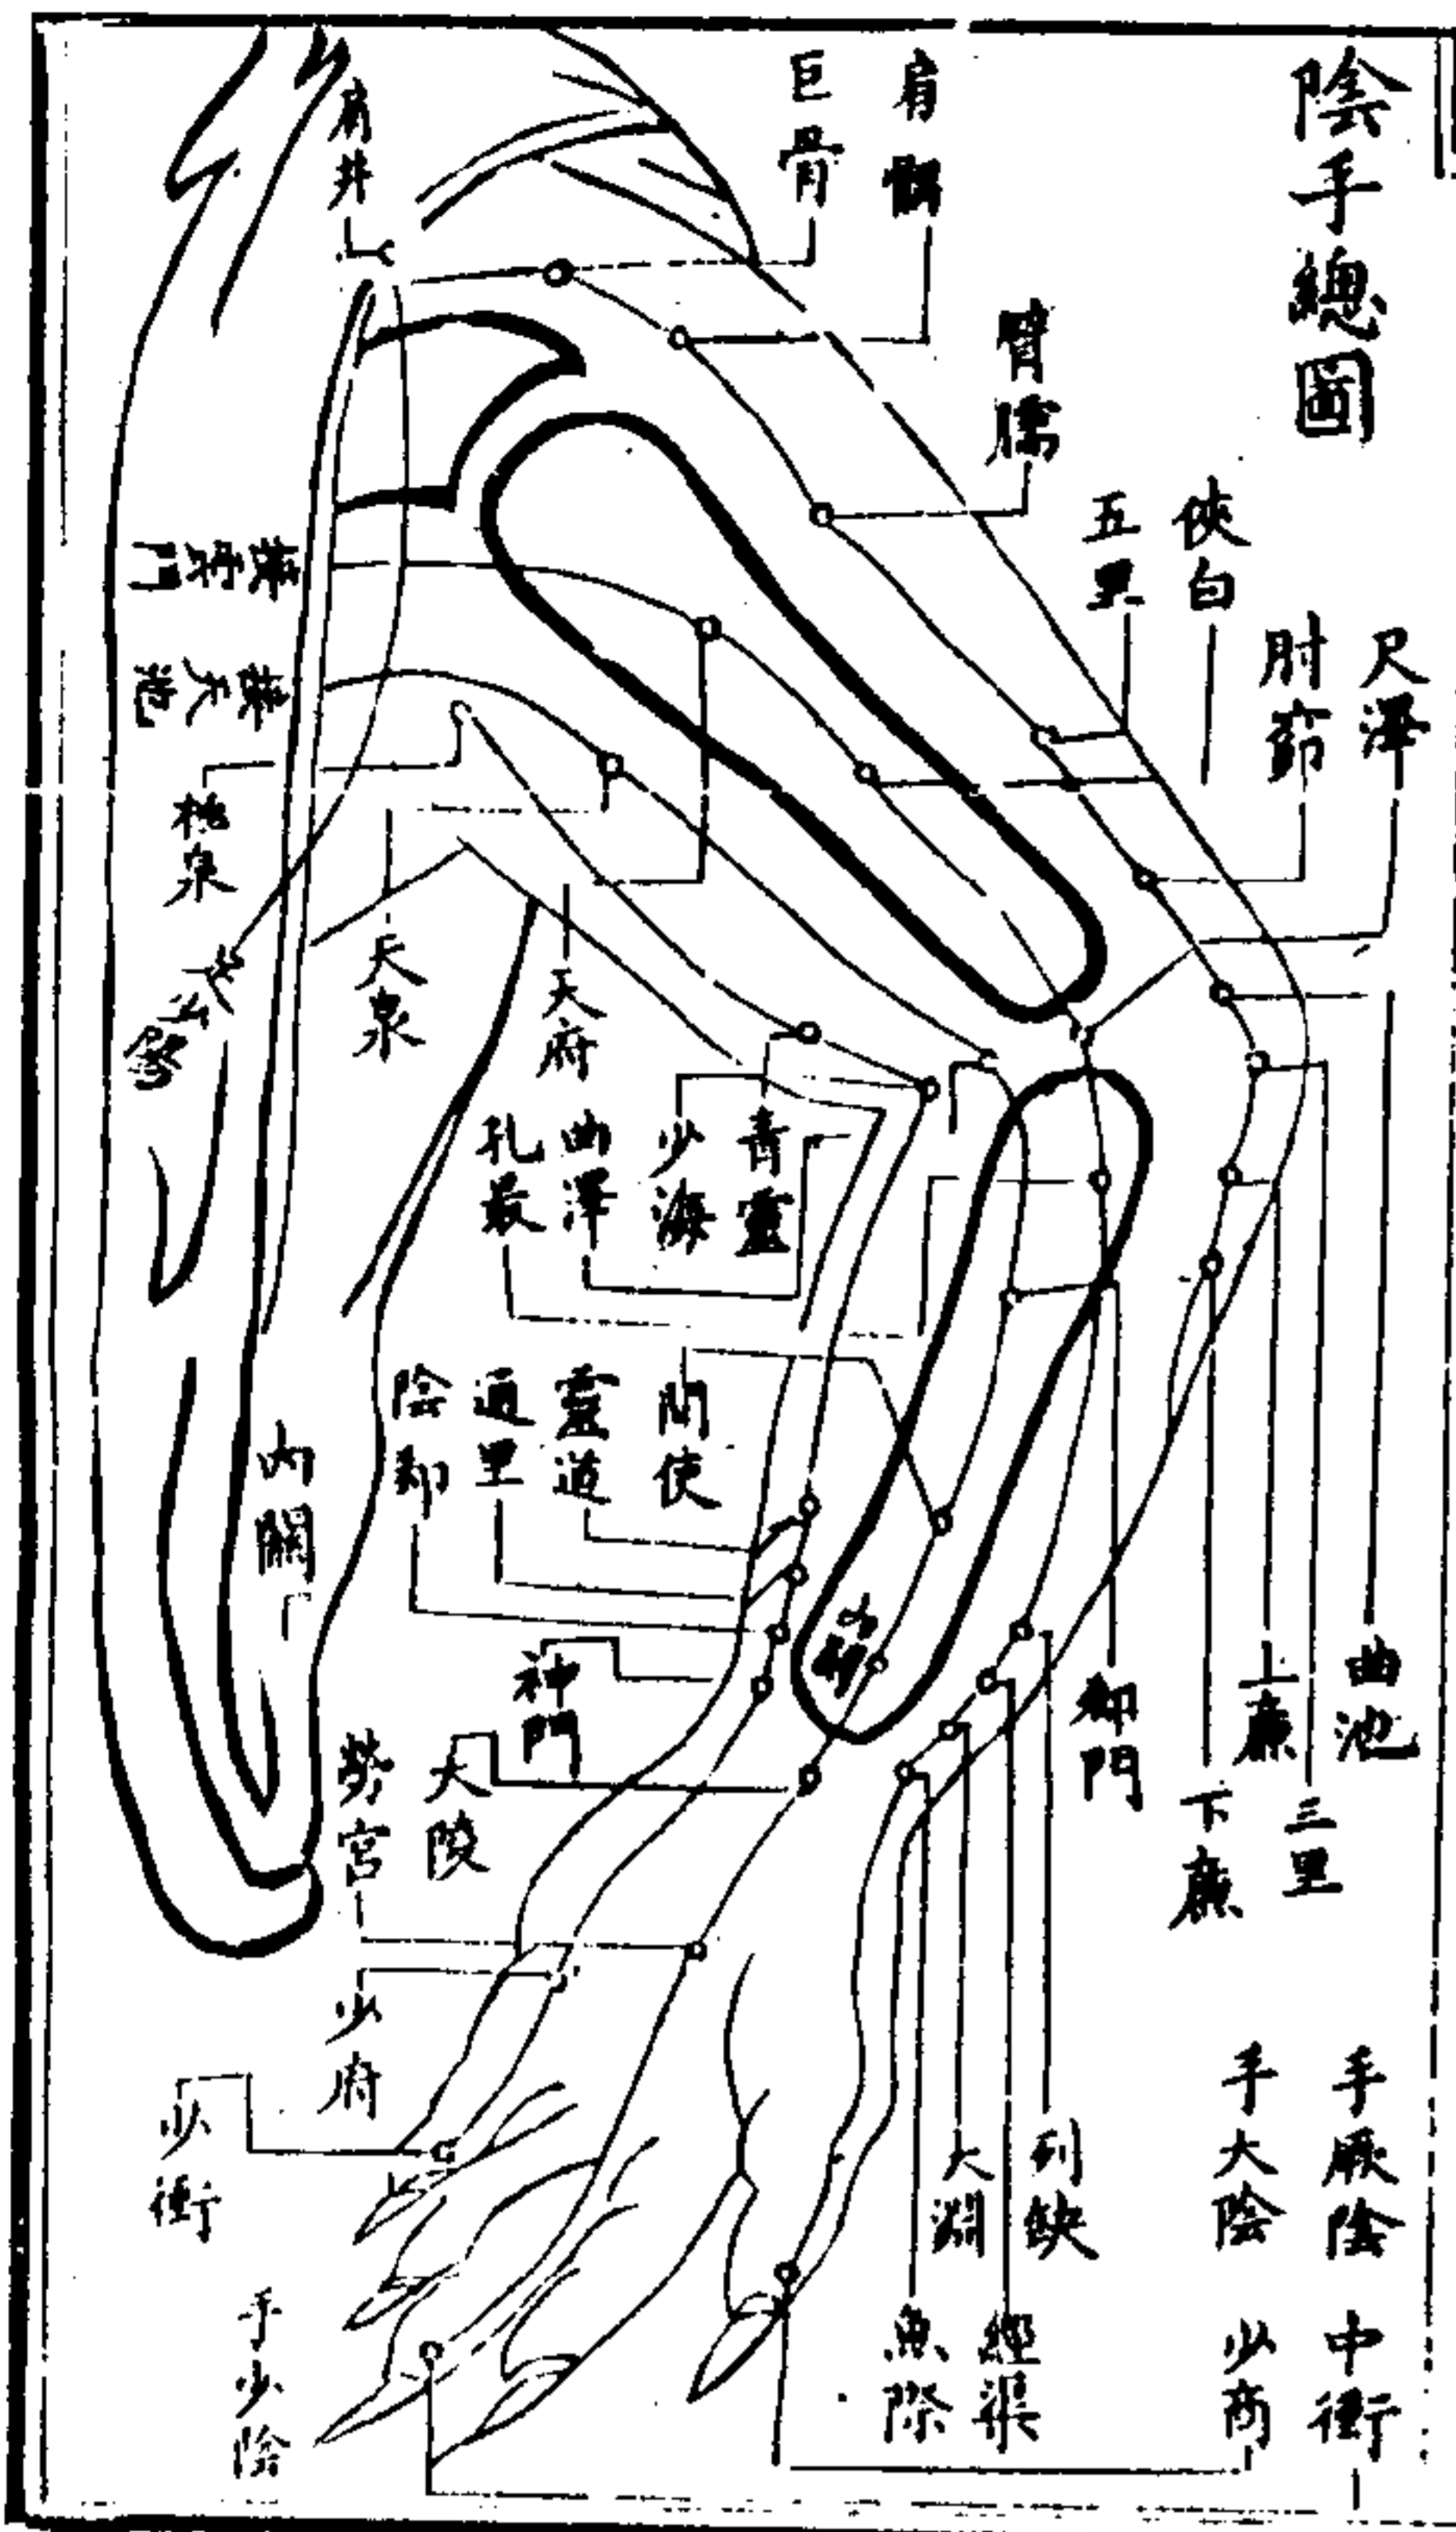 陰手總圖
肩髃
巨骨
肩井
臂臑
俠白
五里
尺澤
肘窌
極泉
天泉
天府
青靈
少海
曲澤
孔最
間使
靈道
通里
陰郄
內關
神門
大陵
勞宮
少府
少衝
手少陰
曲池
三里
上廉
下廉
郄門
列缺
經渠
大淵
魚際
手厥陰
中衝
手大陰
少商